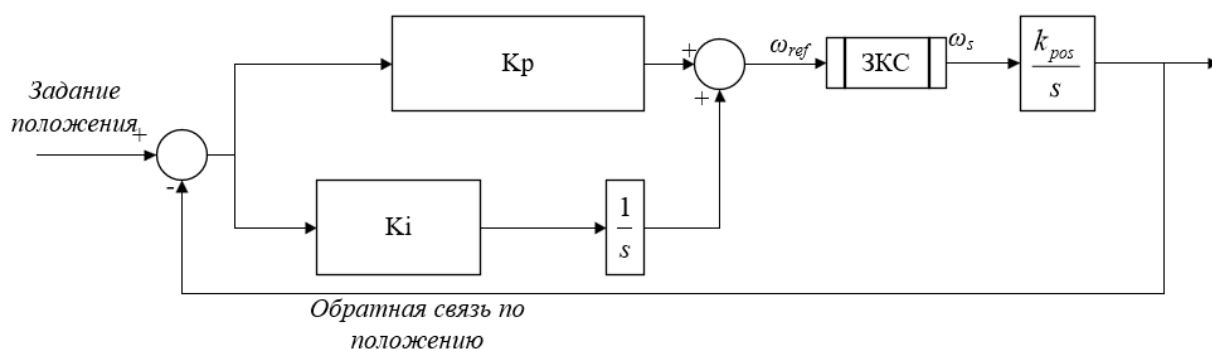 Kp
+
ω_ref
ЗКС
ω_s
k_pos
s
Задание
положения
+
-
+
Ki
1
s
Обратная связь по
положению